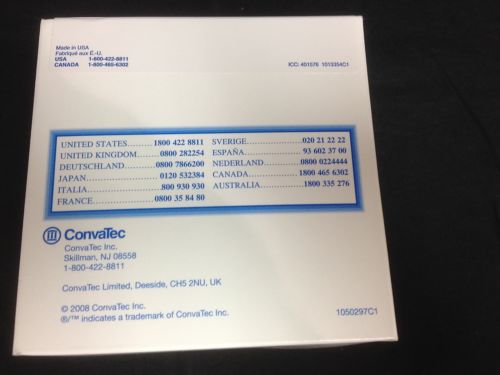 Made in USA
Fabriqué aux É.-U.
USA 1-800-422-8811
CANADA 1-800-465-6302
ICC: 401576 1013354C1
UNITED STATES 1800 422 8811
UNITED KINGDOM 0800 282254
DEUTSCHLAND 0800 7866200
JAPAN 0120 532384
ITALIA 800 930 930
FRANCE 0800 35 84 80
SVERIGE 020 21 22 22
ESPAÑA 93 602 37 00
NEDERLAND 0800 0224444
CANADA 1800 465 6302
AUSTRALIA 1800 335 276
ConvaTec
ConvaTec Inc.
Skillman, NJ 08558
1-800-422-8811
ConvaTec Limited, Deeside, CH5 2NU, UK
© 2008 ConvaTec Inc.
®/™ indicates a trademark of ConvaTec Inc.
1050297C1